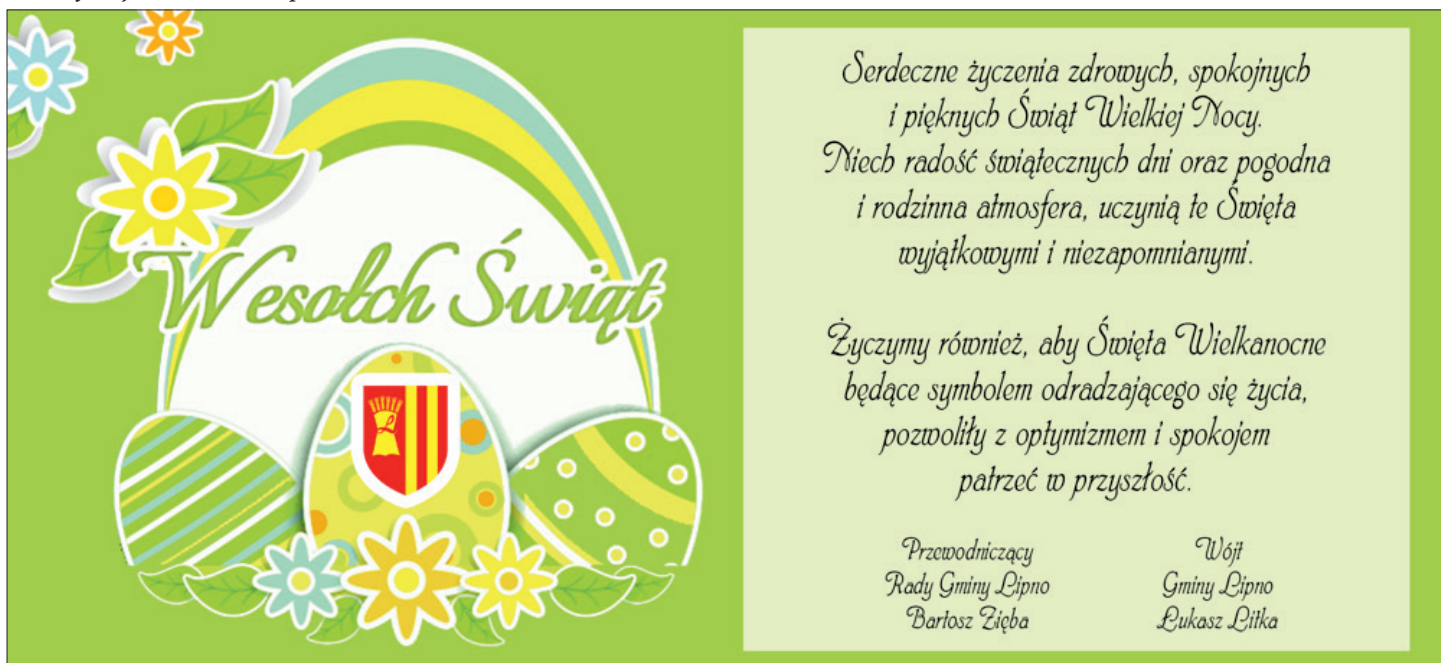 Wesołch Świąt
L
Serdeczne życzenia zdrowych, spokojnych
i pięknych Świąt Wielkiej Nocy.
Niech radość świątecznych dni oraz pogodna
i rodzinna atmosfera, uczynią te Święta
wyjątkowymi i niezapomnianymi.
Życzymy również, aby Święta Wielkanocne
będące symbolem odradzającego się życia,
pozwoliły z optymizmem i spokojem
patrzeć w przyszłość.
Przewodniczący
Rady Gminy Lipno
Bartosz Zięba
Wójt
Gminy Lipno
Łukasz Litka